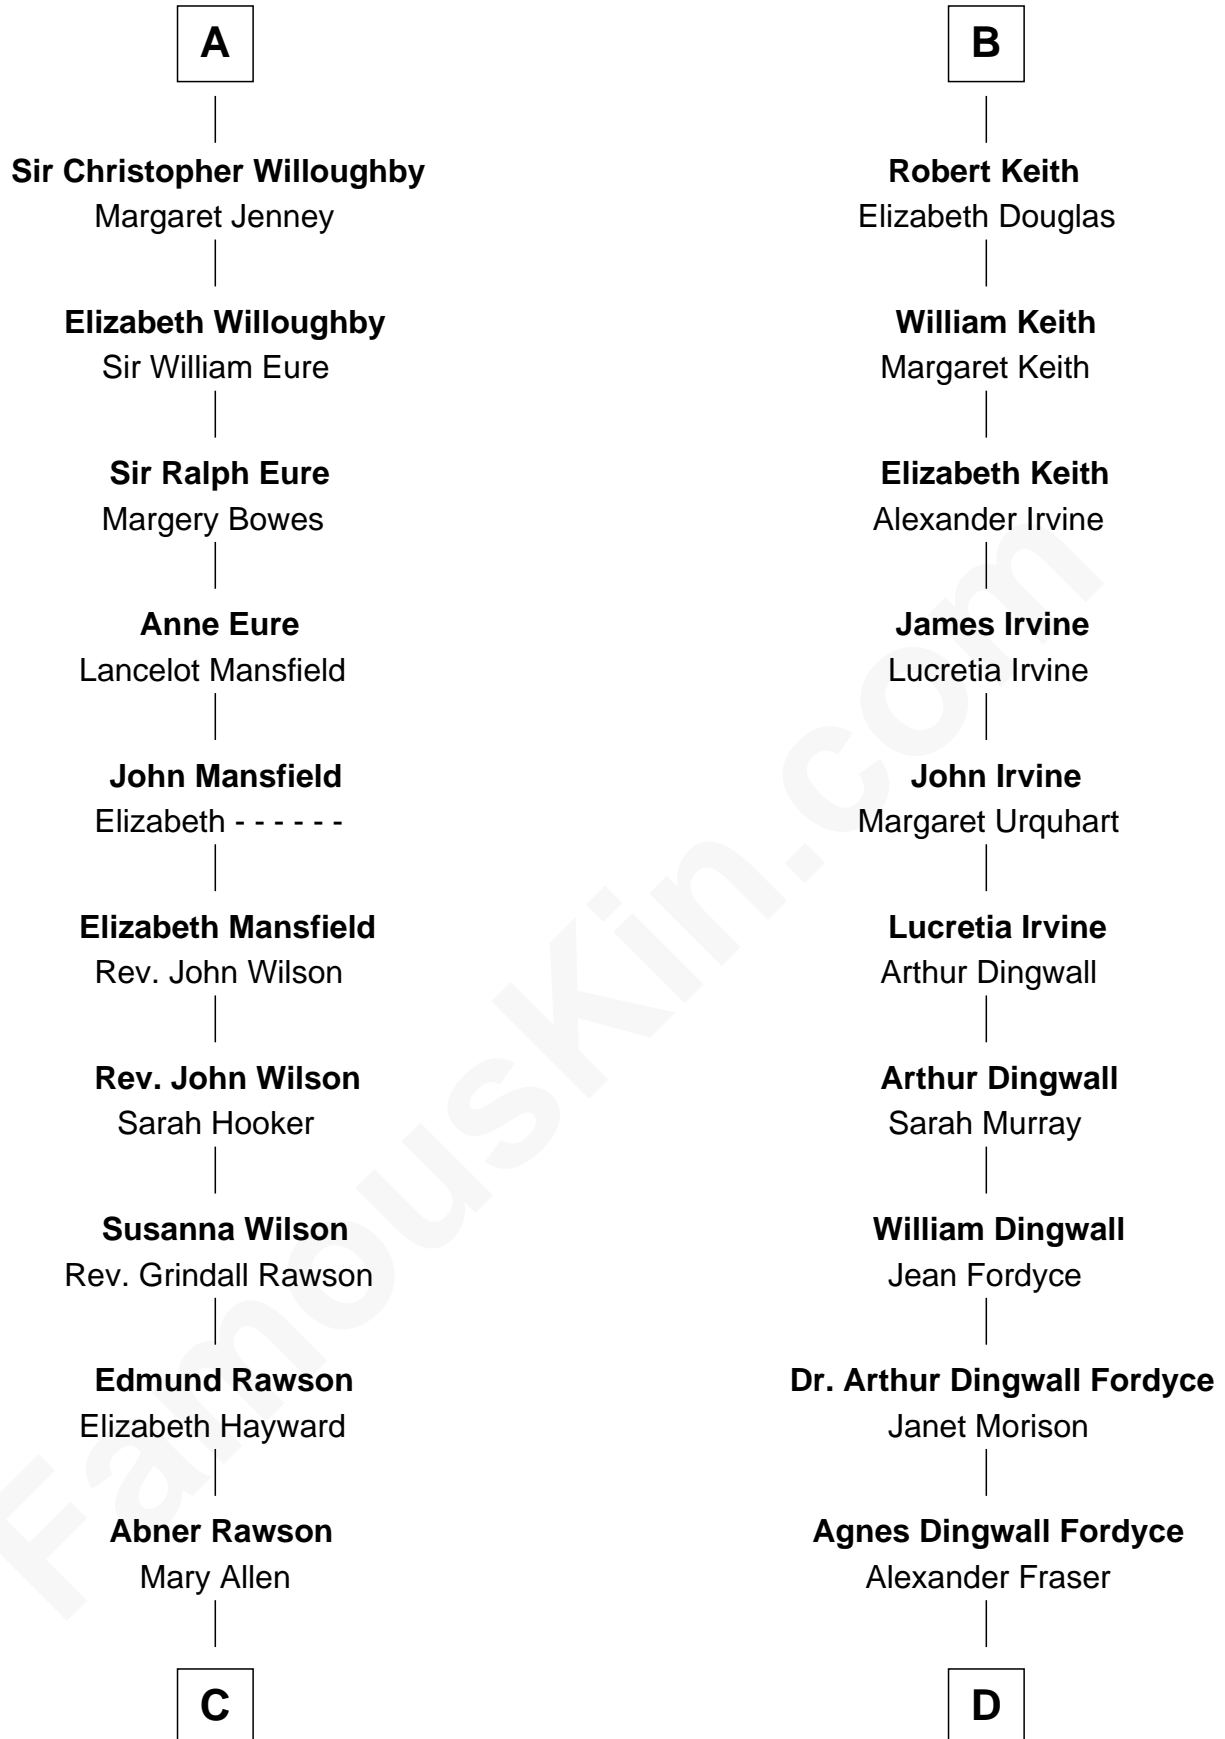 A
Sir Christopher Willoughby
Margaret Jenney
Elizabeth Willoughby
Sir William Eure
Sir Ralph Eure
Margery Bowes
Anne Eure
Lancelot Mansfield
John Mansfield
Elizabeth - - - - - -
Elizabeth Mansfield
Rev. John Wilson
Rev. John Wilson
Sarah Hooker
Susanna Wilson
Rev. Grindall Rawson
Edmund Rawson
Elizabeth Hayward
Abner Rawson
Mary Allen
C
B
Robert Keith
Elizabeth Douglas
William Keith
Margaret Keith
Elizabeth Keith
Alexander Irvine
James Irvine
Lucretia Irvine
John Irvine
Margaret Urquhart
Lucretia Irvine
Arthur Dingwall
Arthur Dingwall
Sarah Murray
William Dingwall
Jean Fordyce
Dr. Arthur Dingwall Fordyce
Janet Morison
Agnes Dingwall Fordyce
Alexander Fraser
D
FamousKin.com